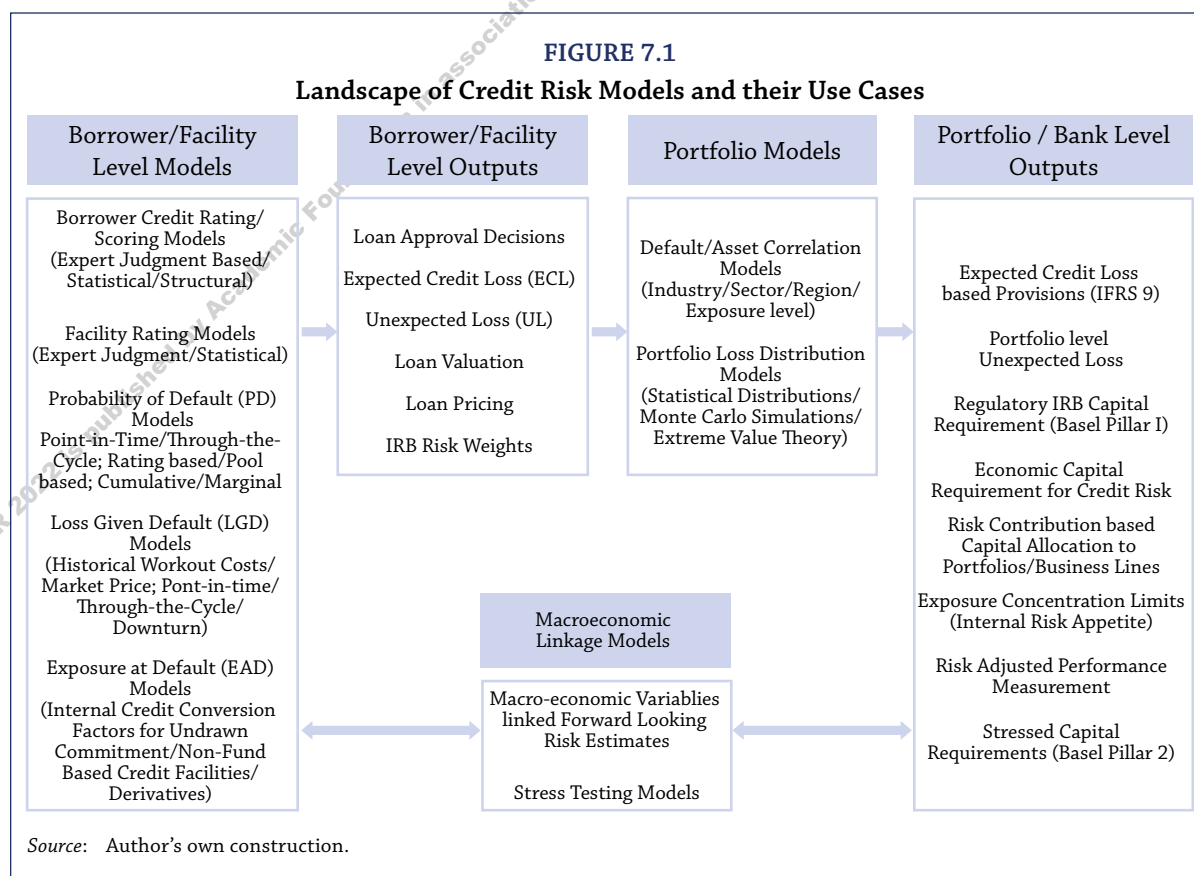 FIGURE 7.1
Landscape of Credit Risk Models and their Use Cases
Borrower/Facility
Level Models
Borrower Credit Rating/
Scoring Models
(Expert Judgment Based/
Statistical/Structural)
Facility Rating Models
(Expert Judgment/Statistical)
Probability of Default (PD)
Models
Point-in-Time/Through-the-
Cycle; Rating based/Pool
based; Cumulative/Marginal
Loss Given Default (LGD)
Models
(Historical Workout Costs/
Market Price; Pont-in-time/
Through-the-Cycle/
Downturn)
Exposure at Default (EAD)
Models
(Internal Credit Conversion
Factors for Undrawn
Commitment/Non-Fund
Based Credit Facilities/
Derivatives)
Borrower/Facility
Level Outputs
Loan Approval Decisions
Expected Credit Loss (ECL)
Unexpected Loss (UL)
Loan Valuation
Loan Pricing
IRB Risk Weights
Portfolio Models
Default/Asset Correlation
Models
(Industry/Sector/Region/
Exposure level)
Portfolio Loss Distribution
Models
(Statistical Distributions/
Monte Carlo Simulations/
Extreme Value Theory)
Macroeconomic
Linkage Models
Macro-economic Variablies
linked Forward Looking
Risk Estimates
Stress Testing Models
Portfolio / Bank Level
Outputs
Expected Credit Loss
based Provisions (IFRS 9)
Portfolio level
Unexpected Loss
Regulatory IRB Capital
Requirement (Basel Pillar I)
Economic Capital
Requirement for Credit Risk
Risk Contribution based
Capital Allocation to
Portfolios/Business Lines
Exposure Concentration Limits
(Internal Risk Appetite)
Risk Adjusted Performance
Measurement
Stressed Capital
Requirements (Basel Pillar 2)
Source: Author's own construction.
R 2022 is published by Academic Foun in associati